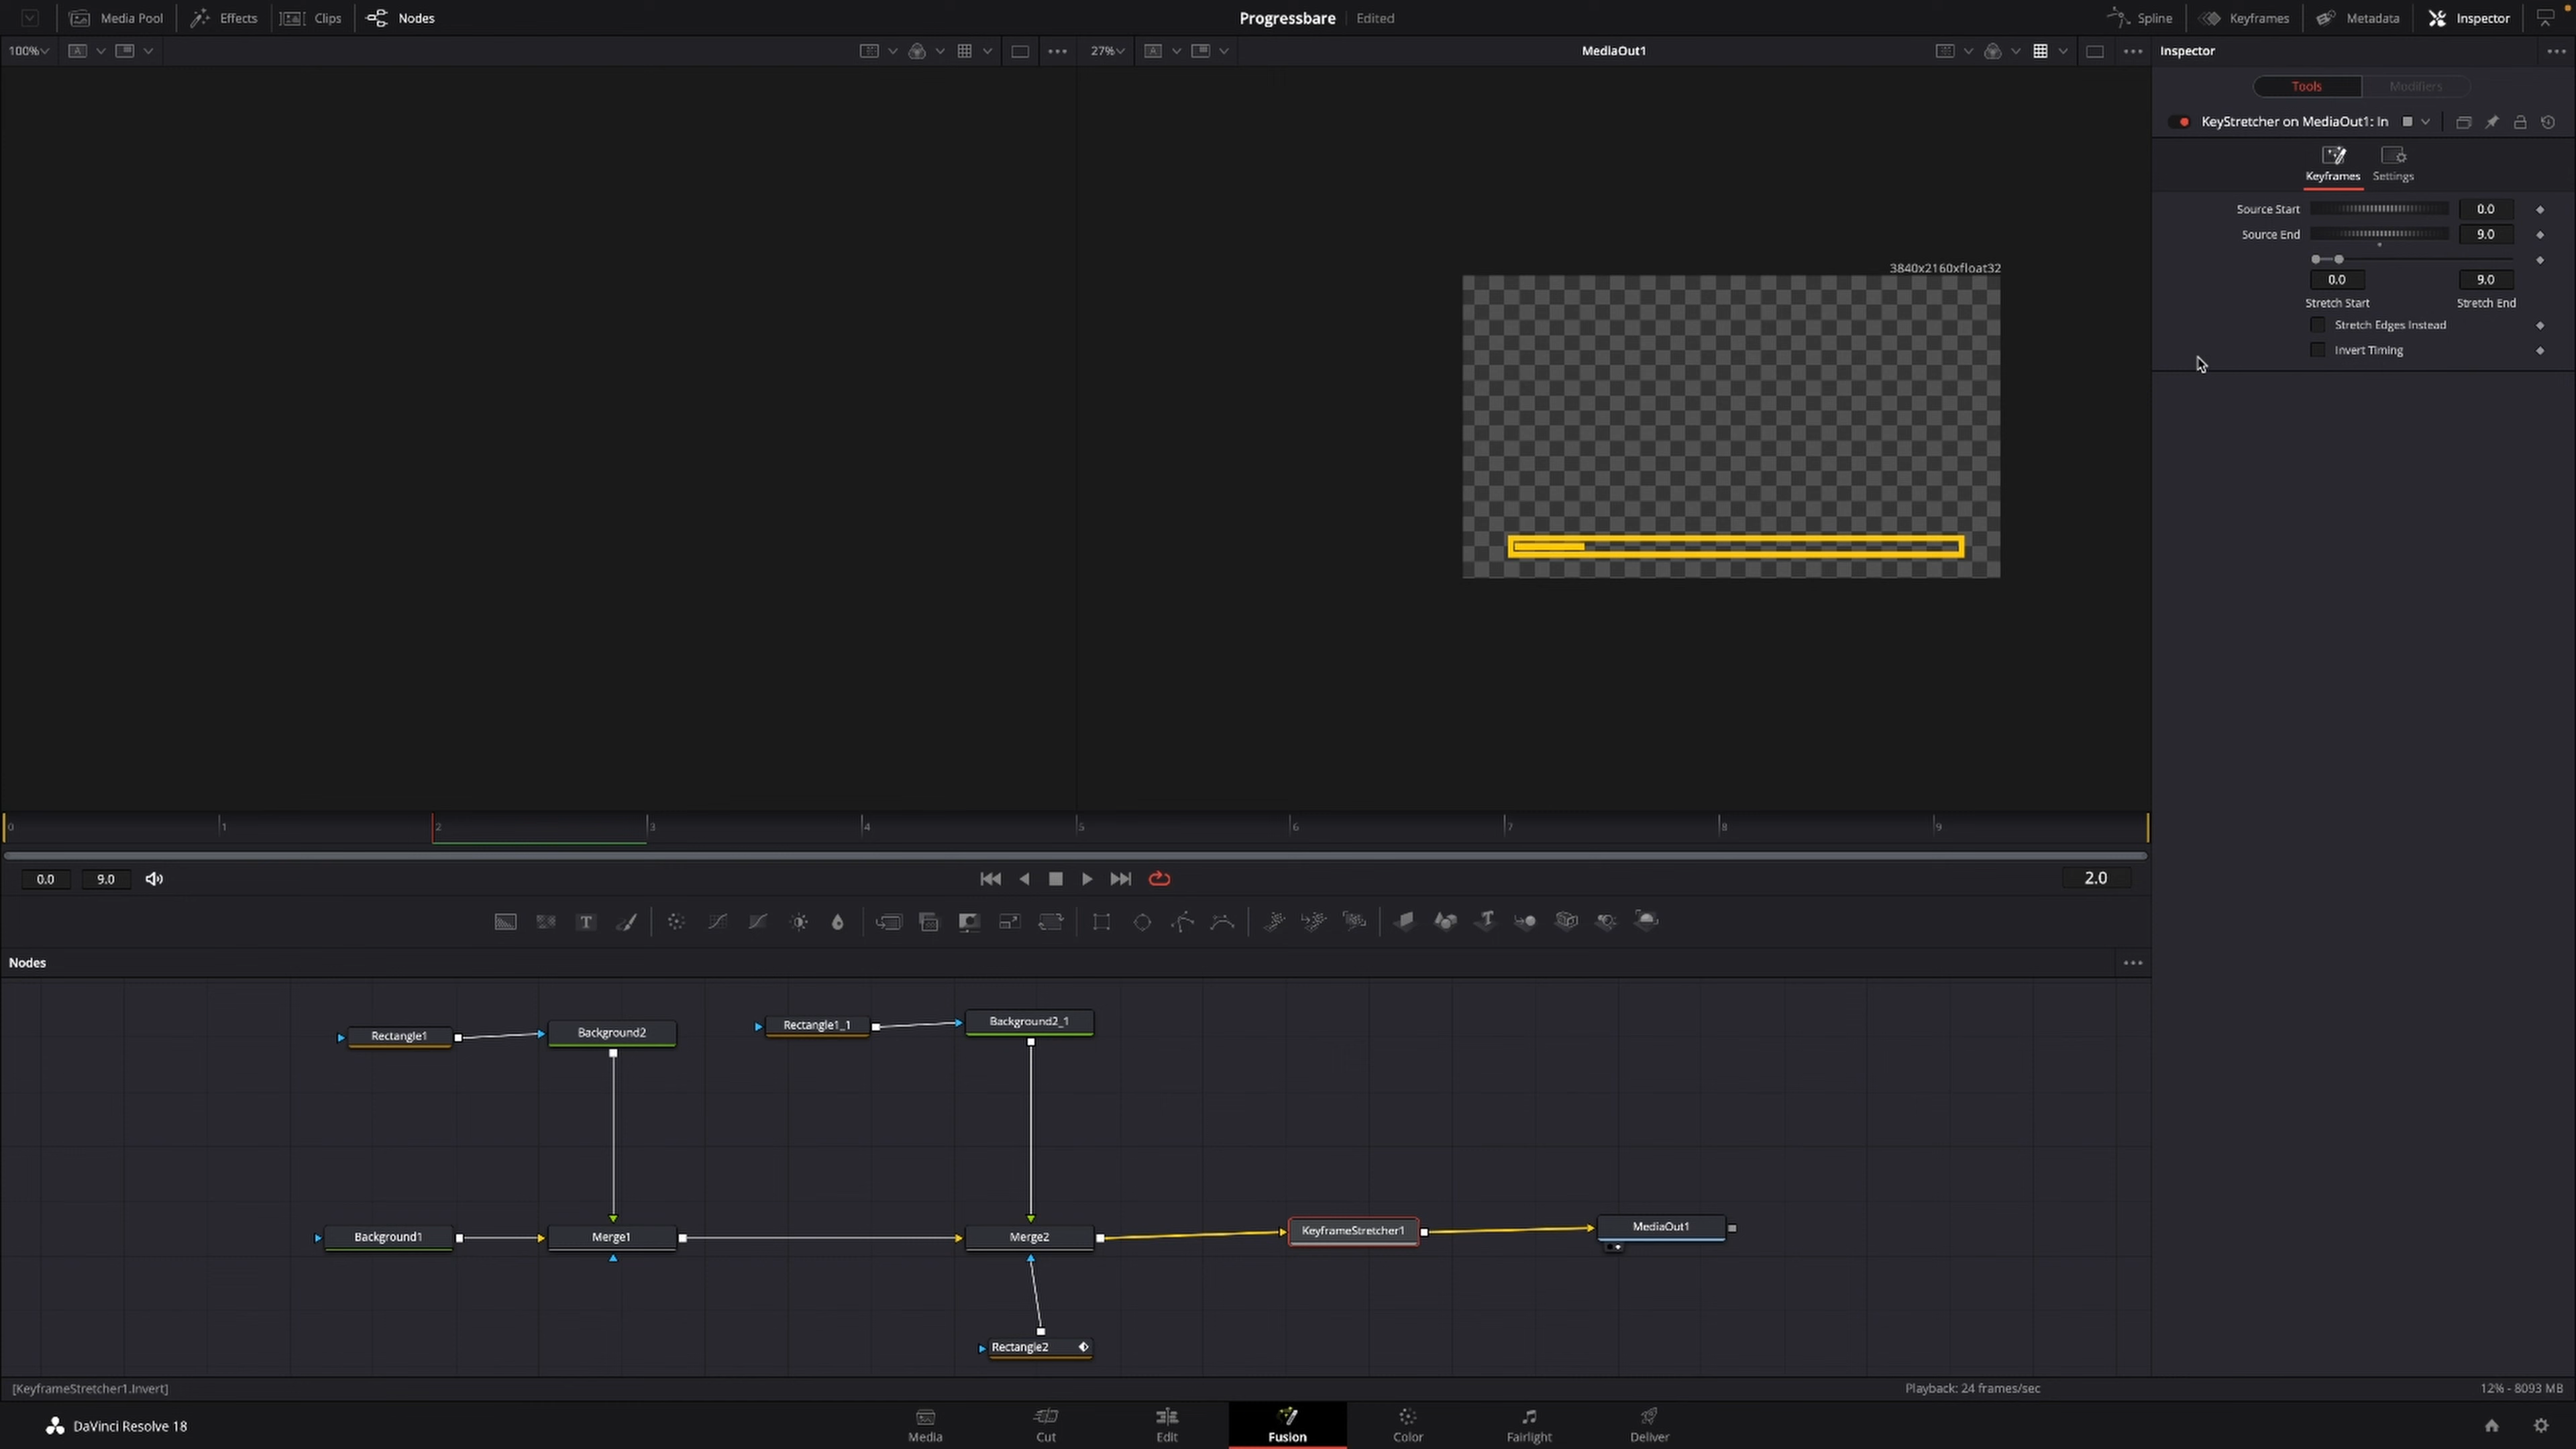 Media Pool Effects Clips Nodes Progressbare Edited Spline Keyframes Metadata Inspector
100% 27% MediaOut1 Inspector
Tools Modifiers
KeyStretcher on MediaOut1: In
Keyframes Settings
Source Start 0.0
Source End 9.0
0.0 9.0
Stretch Start Stretch End
Stretch Edges Instead
Invert Timing
3840x2160xfloat32
0 1 2 3 4 5 6 7 8 9
0.0 9.0 2.0
T
Nodes
Rectangle1 Background2 Rectangle1_1 Background2_1
Background1 Merge1 Merge2 KeyframeStretcher1 MediaOut1
Rectangle2
[KeyframeStretcher1.Invert] Playback: 24 frames/sec 12% - 8093 MB
DaVinci Resolve 18 Media Cut Edit Fusion Color Fairlight Deliver